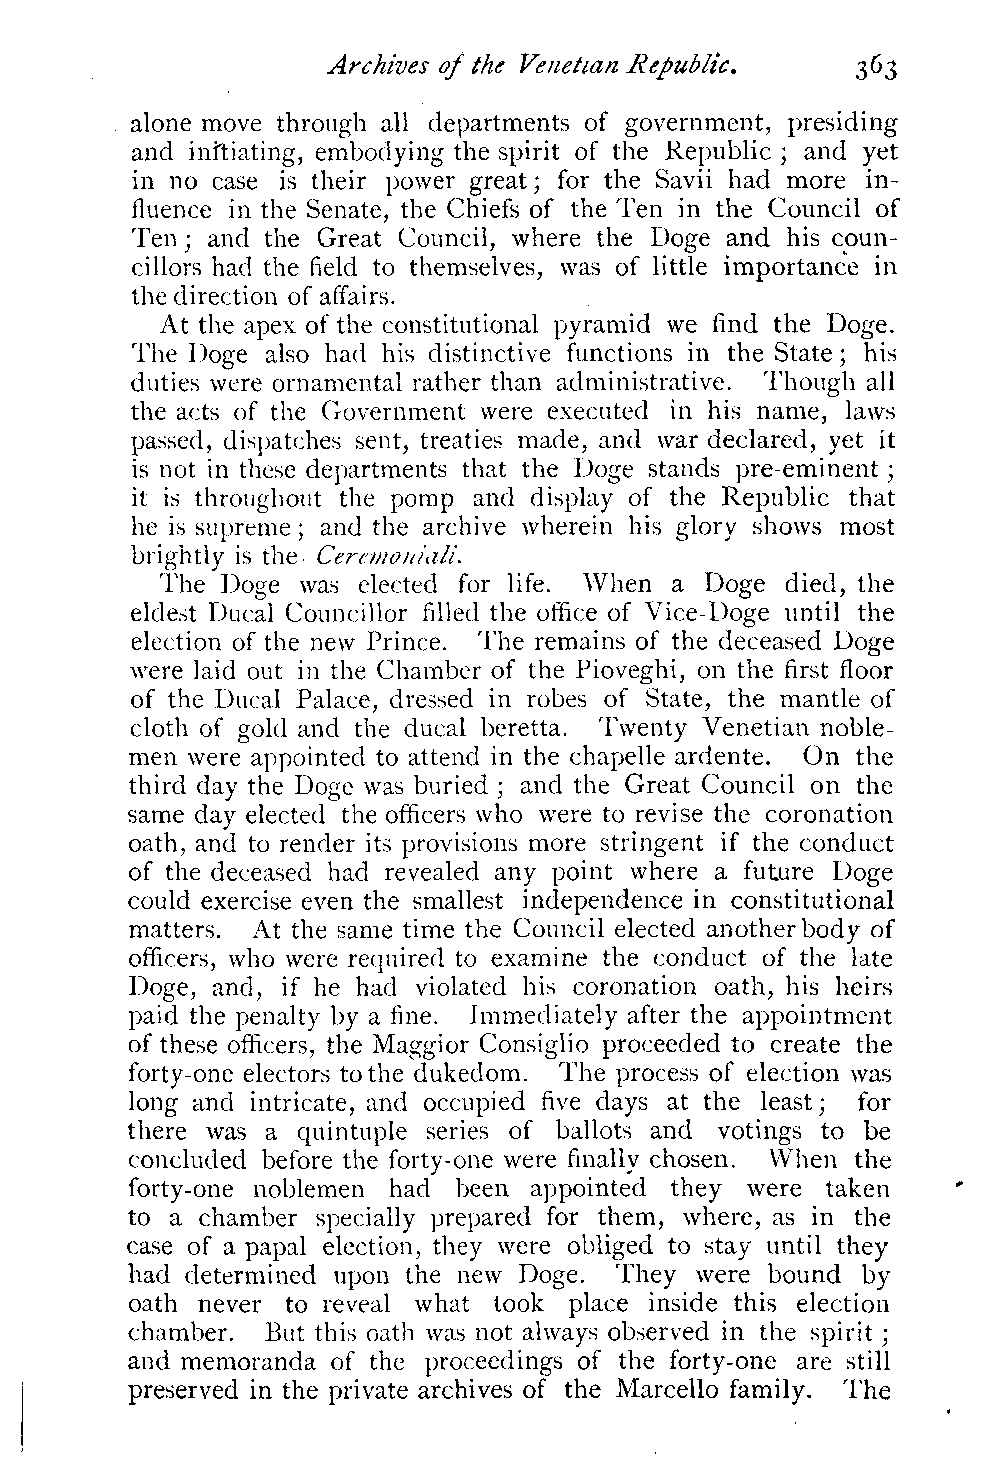 Archives of the Venetian Republic. 363
alone move through all departments of government, presiding
and initiating, embodying the spirit of the Republic ; and yet
in no case is their power great ; for the Savii had more in-
fluence in the Senate, the Chiefs of the Ten in the Council of
Ten ; and the Great Council, where the Doge and his coun-
cillors had the field to themselves, was of little importance in
the direction of affairs.
At the apex of the constitutional pyramid we find the Doge.
The Doge also had his distinctive functions in the State ; his
duties were ornamental rather than administrative. Though all
the acts of the Government were executed in his name, laws
passed, dispatches sent, treaties made, and war declared, yet it
is not in these departments that the Doge stands pre-eminent ;
it is throughout the pomp and display of the Republic that
he is supreme ; and the archive wherein his glory shows most
brightly is the Ceremoniali.
The Doge was elected for life. When a Doge died, the
eldest Ducal Councillor filled the office of Vice-Doge until the
election of the new Prince. The remains of the deceased Doge
were laid out in the Chamber of the Pioveghi, on the first floor
of the Ducal Palace, dressed in robes of State, the mantle of
cloth of gold and the ducal beretta. Twenty Venetian noble-
men were appointed to attend in the chapelle ardente. On the
third day the Doge was buried ; and the Great Council on the
same day elected the officers who were to revise the coronation
oath, and to render its provisions more stringent if the conduct
of the deceased had revealed any point where a future Doge
could exercise even the smallest independence in constitutional
matters. At the same time the Council elected another body of
officers, who were required to examine the conduct of the late
Doge, and, if he had violated his coronation oath, his heirs
paid the penalty by a fine. Immediately after the appointment
of these officers, the Maggior Consiglio proceeded to create the
forty-one electors to the dukedom. The process of election was
long and intricate, and occupied five days at the least ; for
there was a quintuple series of ballots and votings to be
concluded before the forty-one were finally chosen. When the
forty-one noblemen had been appointed they were taken
to a chamber specially prepared for them, where, as in the
case of a papal election, they were obliged to stay until they
had determined upon the new Doge. They were bound by
oath never to reveal what took place inside this election
chamber. But this oath was not always observed in the spirit ;
and memoranda of the proceedings of the forty-one are still
preserved in the private archives of the Marcello family. The